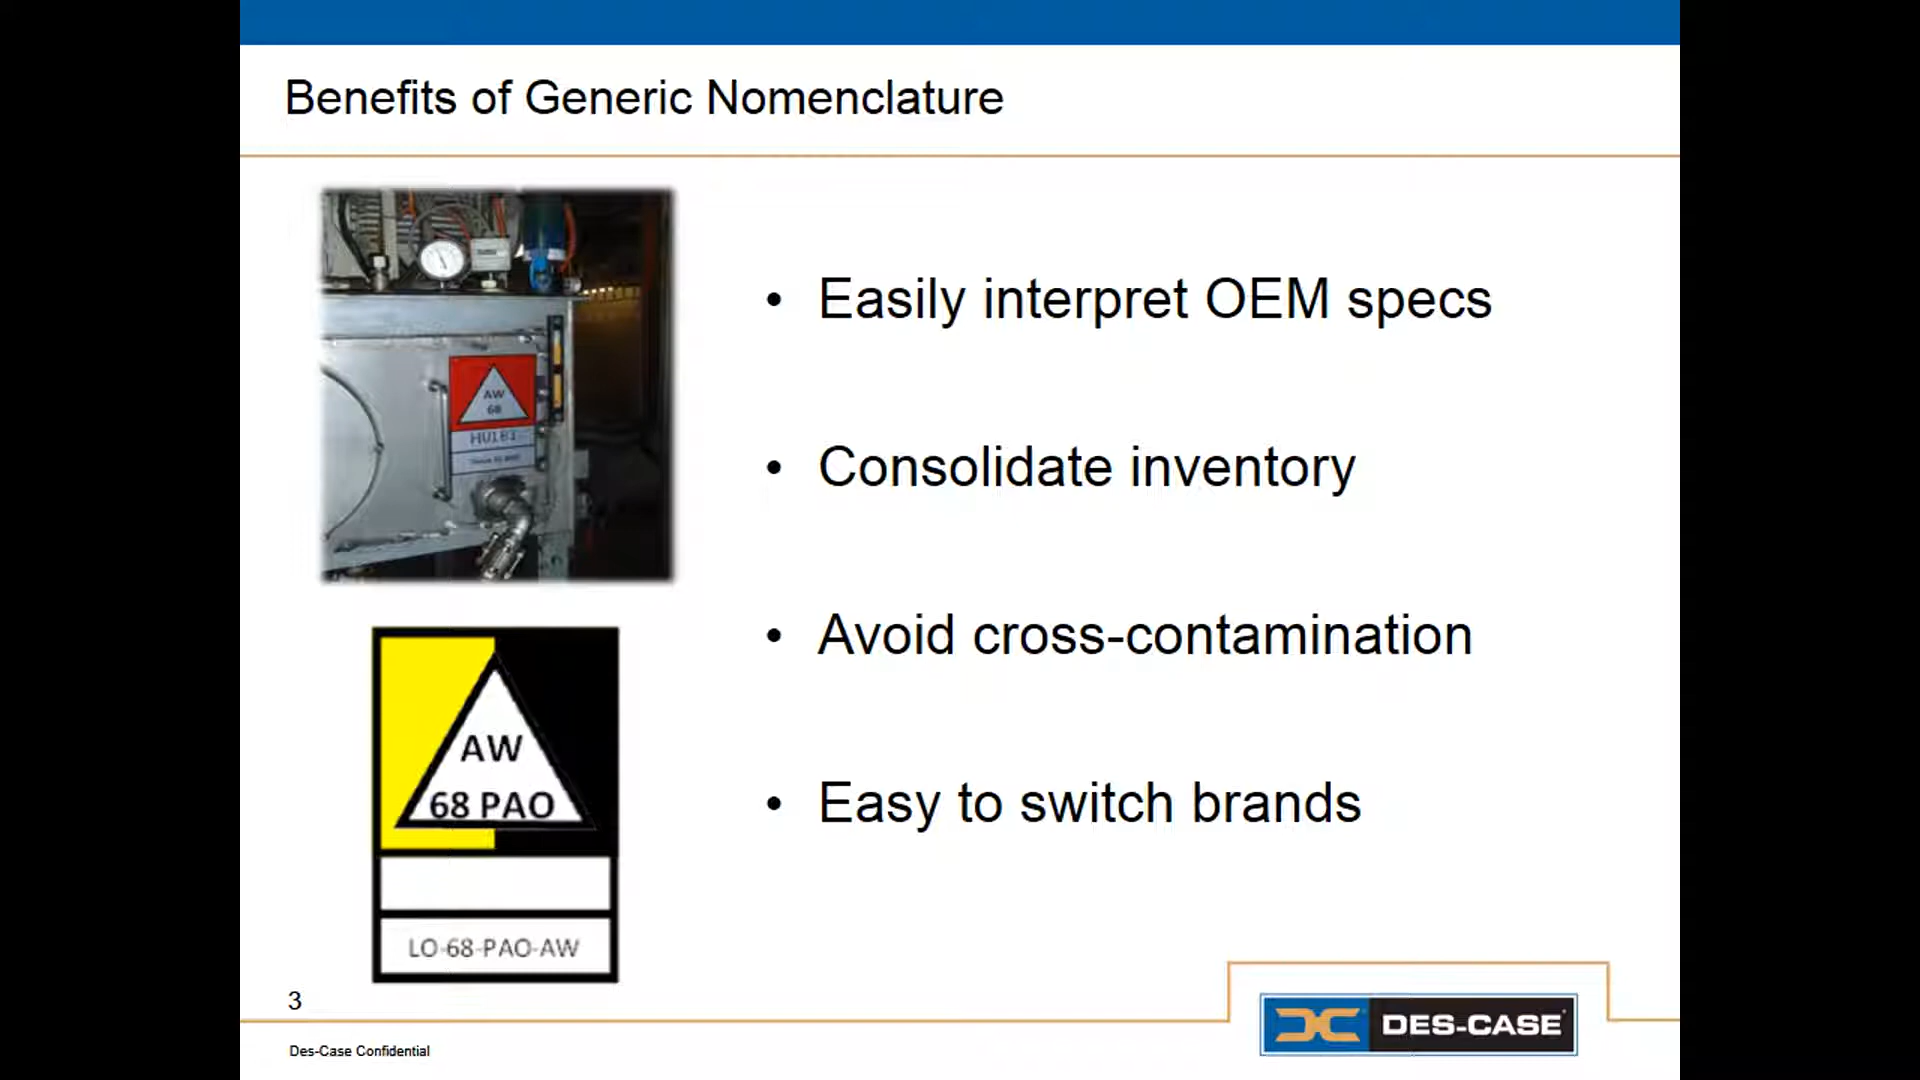 Benefits of Generic Nomenclature
AW
68
• Easily interpret OEM specs
• Consolidate inventory
• Avoid cross-contamination
• Easy to switch brands
AW
68 PAO
LO-68-PAO-AW
3
DES-CASE
Des-Case Confidential